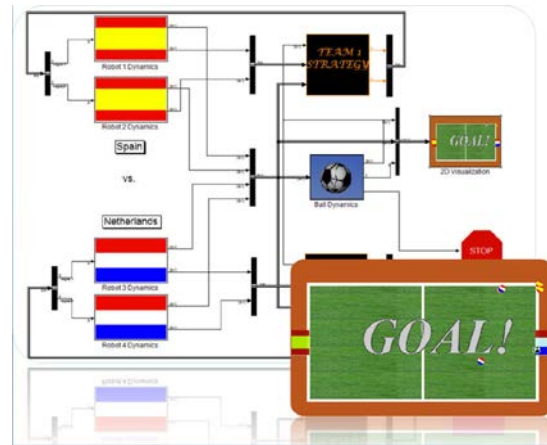 Robot 1 Dynamics
TEAM 1
STRATEGY
Robot 2 Dynamics
Spain
vs.
Netherlands
GOAL!
2D Visualization
Ball Dynamics
STOP
Robot 3 Dynamics
Robot 4 Dynamics
GOAL!